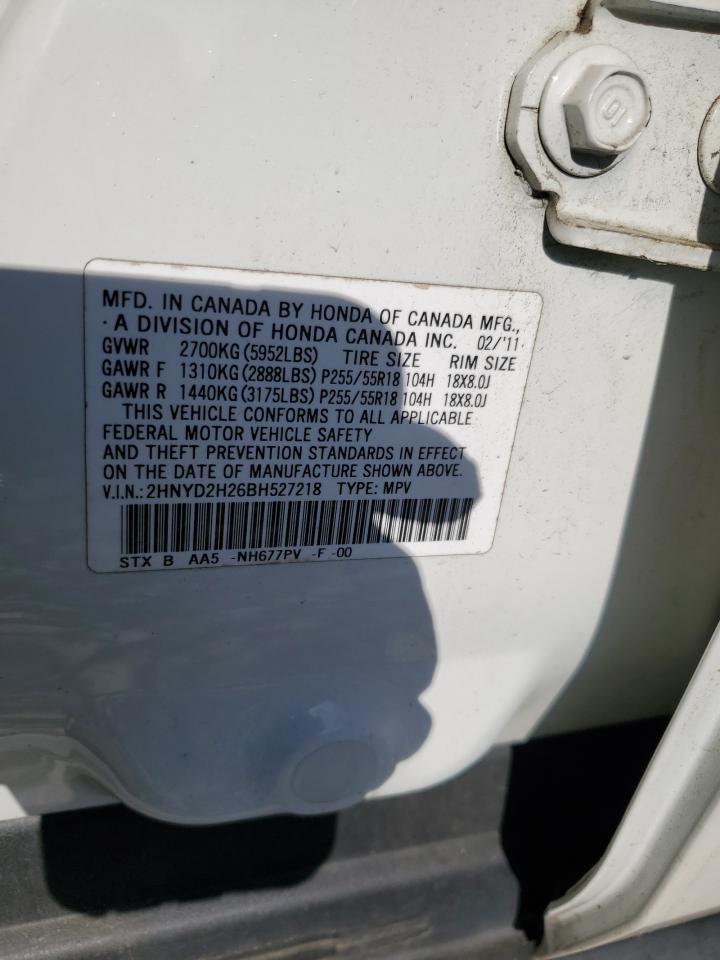 MFD. IN CANADA BY HONDA OF CANADA MFG.,
A DIVISION OF HONDA CANADA INC. 02/'11
GVWR 2700KG(5952LBS) TIRE SIZE RIM SIZE
GAWR F 1310KG(2888LBS) P255/55R18 104H 18X8.0J
GAWR R 1440KG(3175LBS) P255/55R18 104H 18X8.0J
THIS VEHICLE CONFORMS TO ALL APPLICABLE
FEDERAL MOTOR VEHICLE SAFETY
AND THEFT PREVENTION STANDARDS IN EFFECT
ON THE DATE OF MANUFACTURE SHOWN ABOVE.
V.I.N.:2HNYD2H26BH527218 TYPE: MPV
STX B AA5 -NH677PV -F -00